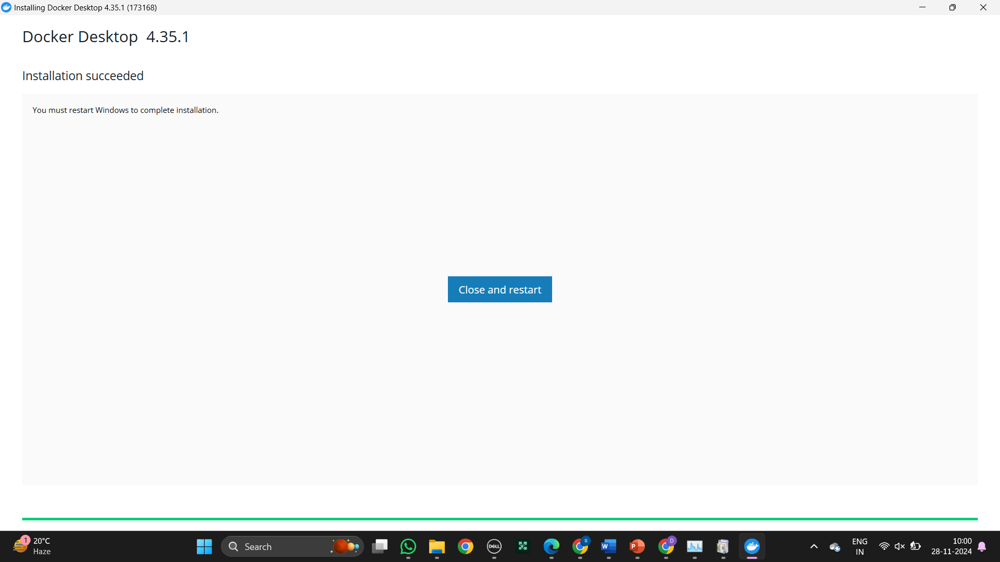 Installing Docker Desktop 4.35.1 (173168)
Docker Desktop 4.35.1
Installation succeeded
You must restart Windows to complete installation.
Close and restart
1
20°C
Haze
Search
DELL
S
W
P
D
ENG
IN
10:00
28-11-2024